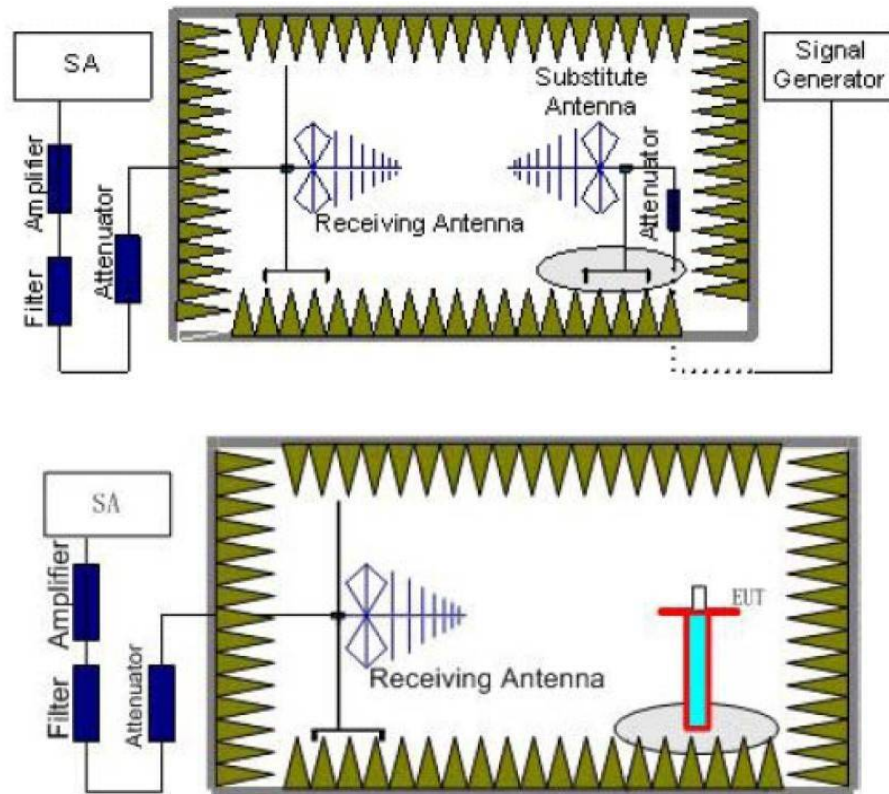 SA
Amplifier
Filter
Attenuator
Receiving Antenna
Substitute
Antenna
Attenuator
Signal
Generator
SA
Amplifier
Filter
Attenuator
Receiving Antenna
EUT